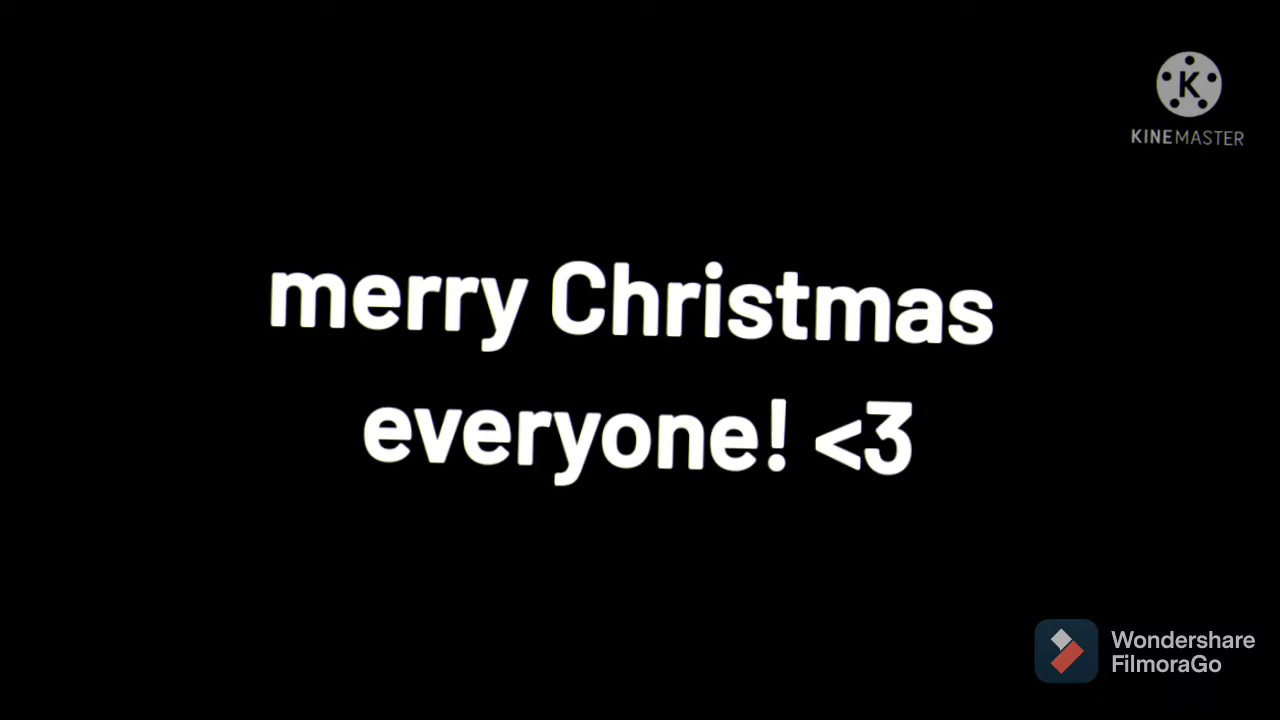 K
KINEMASTER
merry Christmas
everyone! <3
Wondershare
FilmoraGo